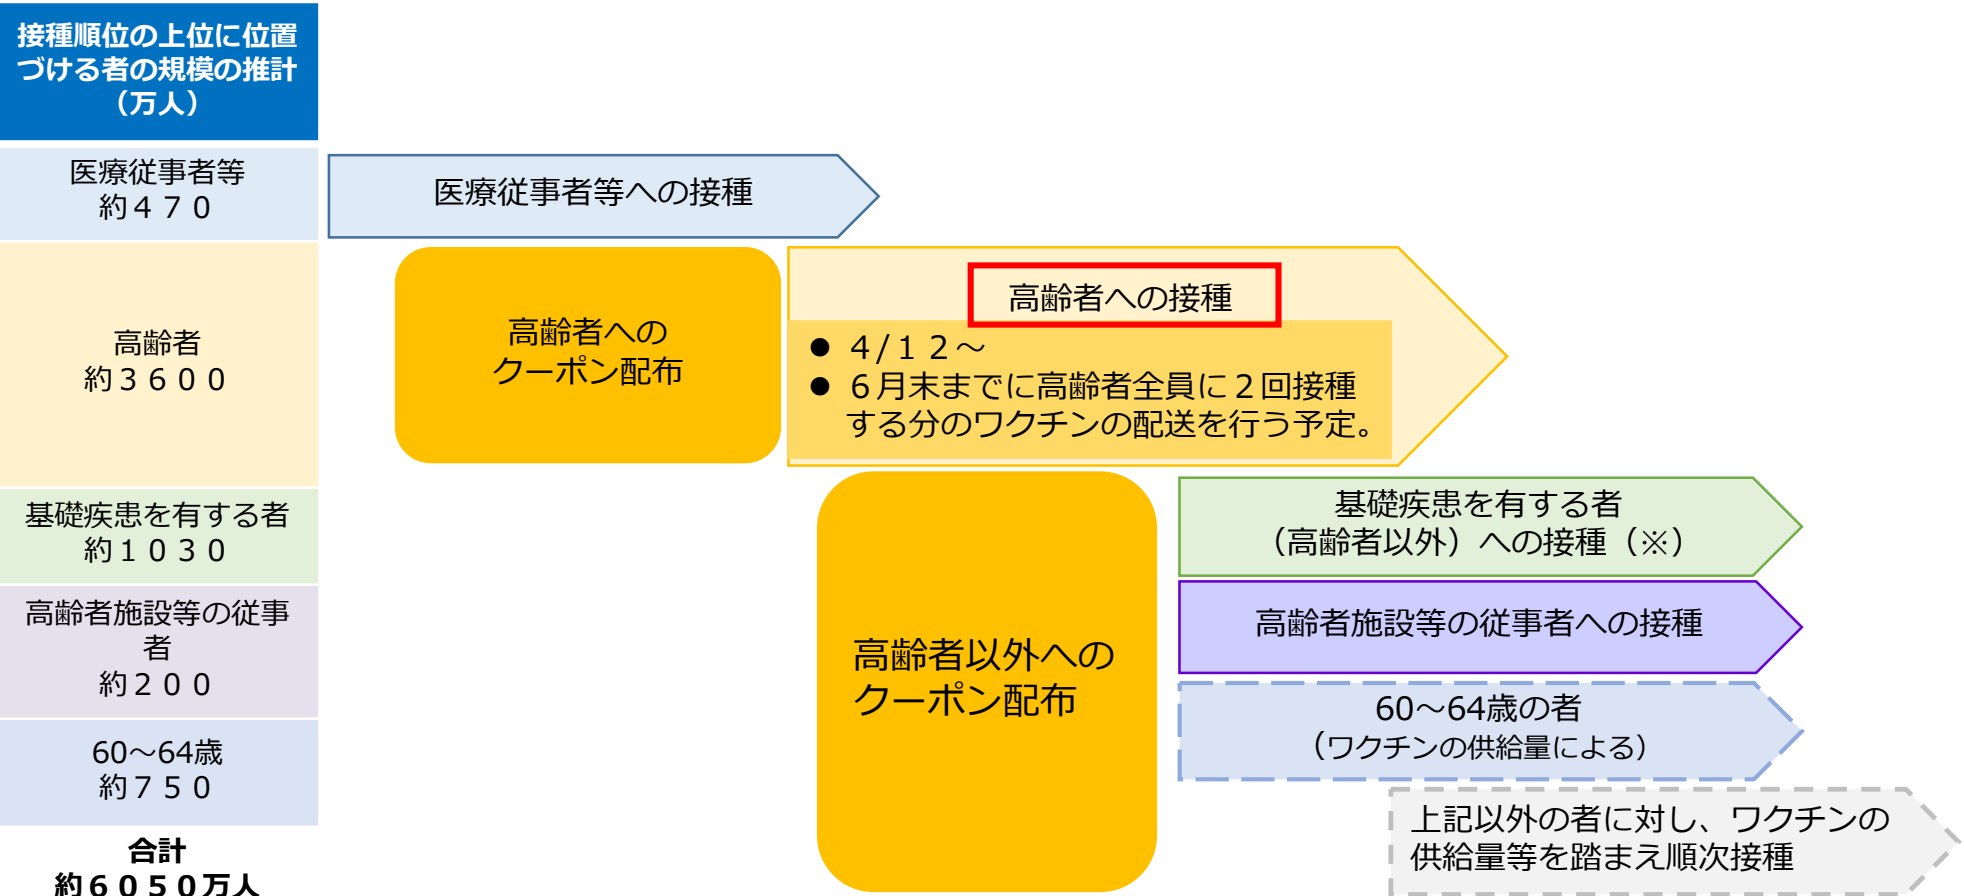 接種順位の上位に位置
づける者の規模の推計
（万人）
医療従事者等
約４７０
医療従事者等への接種
高齢者
約３６００
高齢者への
クーポン配布
高齢者への接種
● ４/１２～
● ６月末までに高齢者全員に２回接種
する分のワクチンの配送を行う予定。
基礎疾患を有する者
約１０３０
基礎疾患を有する者
（高齢者以外）への接種（※）
高齢者施設等の従事
者
約２００
高齢者施設等の従事者への接種
高齢者以外への
クーポン配布
60～64歳
約７５０
60～64歳の者
（ワクチンの供給量による）
上記以外の者に対し、ワクチンの
供給量等を踏まえ順次接種
合計
約６０５０万人